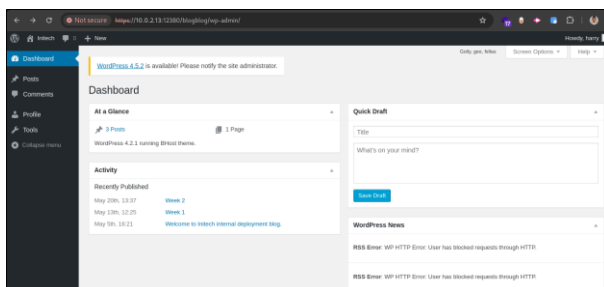 Not secure https://10.0.2.13:12380/blogblog/wp-admin/
Initech 0 + New Howdy, harry
Dashboard
Posts
Comments
Profile
Tools
Collapse menu
Golly, gee, fellas Screen Options Help
WordPress 4.5.2 is available! Please notify the site administrator.
Dashboard
At a Glance
3 Posts 1 Page
WordPress 4.2.1 running BHost theme.
Activity
Recently Published
May 20th, 13:37 Week 2
May 13th, 12:25 Week 1
May 5th, 16:21 Welcome to Initech internal deployment blog.
Quick Draft
Title
What's on your mind?
Save Draft
WordPress News
RSS Error: WP HTTP Error: User has blocked requests through HTTP.
RSS Error: WP HTTP Error: User has blocked requests through HTTP.